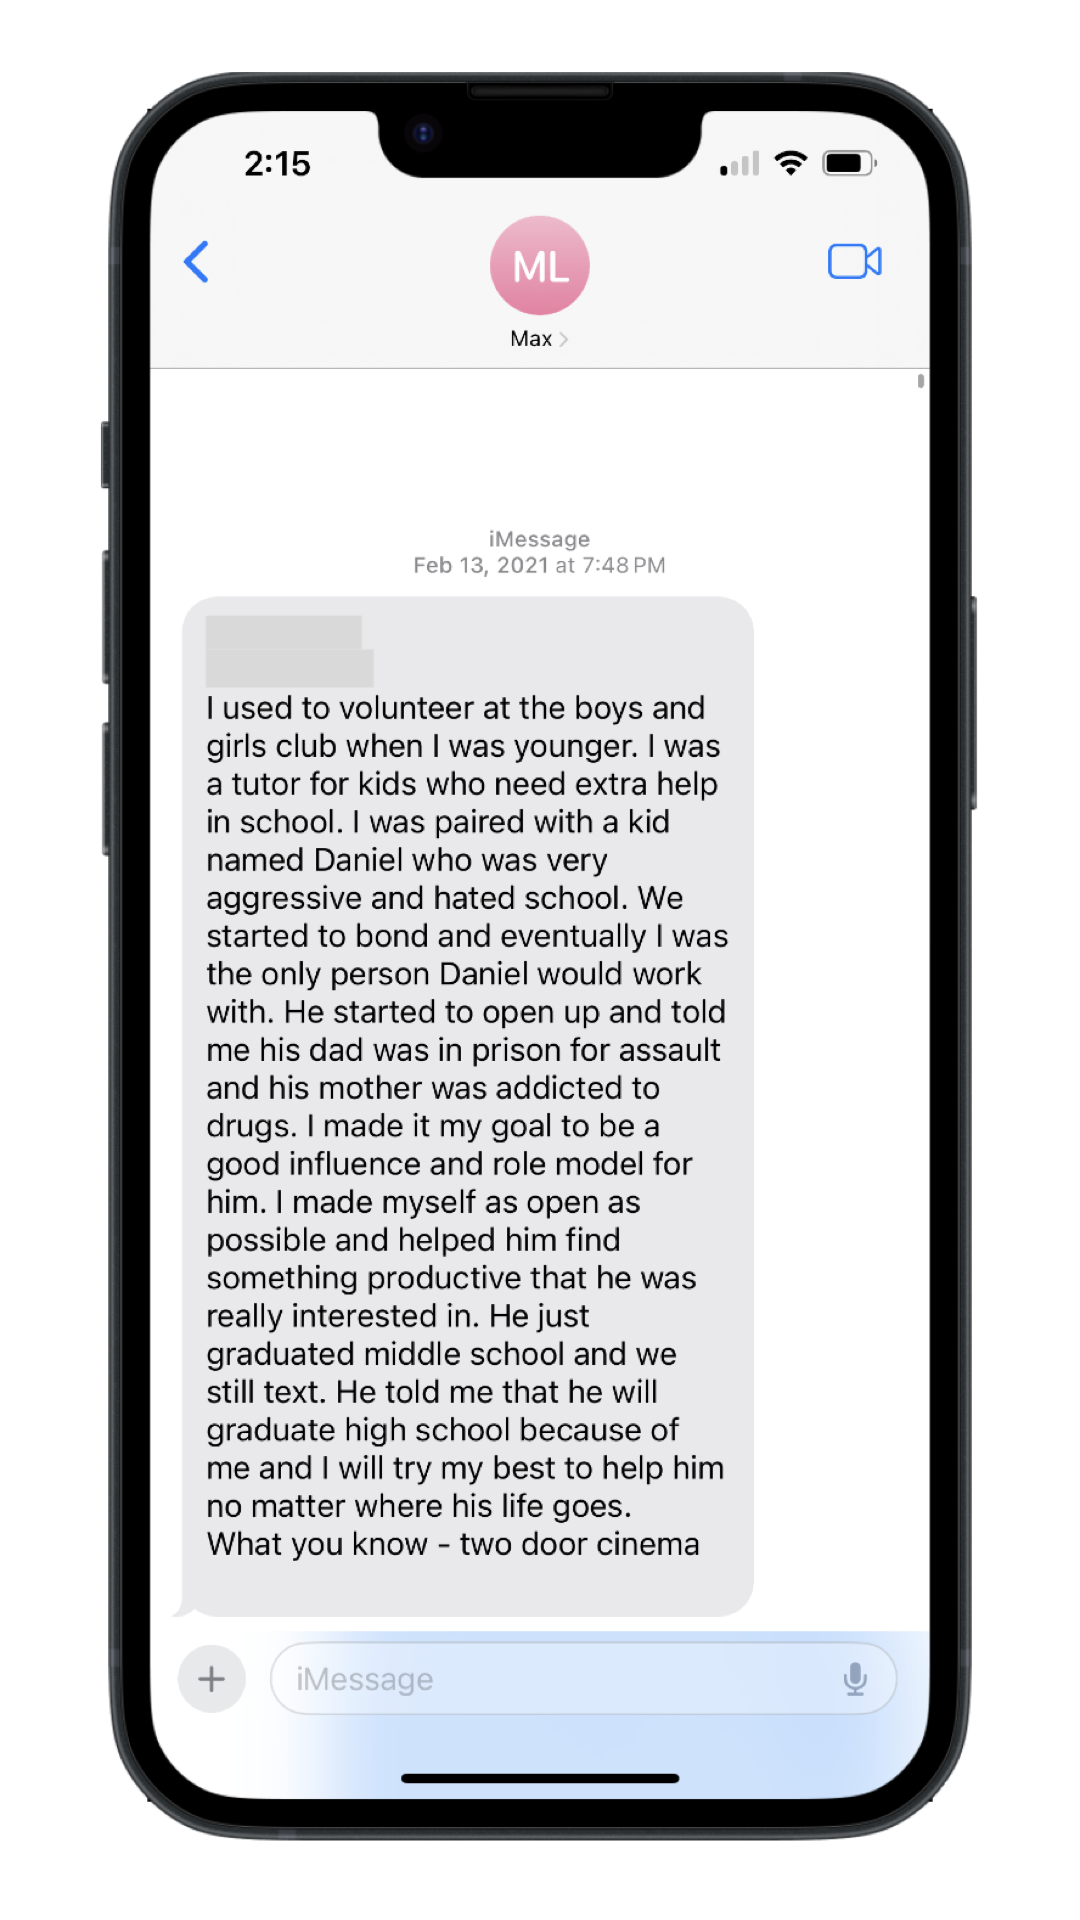 2:15
ML
Max
iMessage
Feb 13, 2021 at 7:48 PM
I used to volunteer at the boys and
girls club when I was younger. I was
a tutor for kids who need extra help
in school. I was paired with a kid
named Daniel who was very
aggressive and hated school. We
started to bond and eventually I was
the only person Daniel would work
with. He started to open up and told
me his dad was in prison for assault
and his mother was addicted to
drugs. I made it my goal to be a
good influence and role model for
him. I made myself as open as
possible and helped him find
something productive that he was
really interested in. He just
graduated middle school and we
still text. He told me that he will
graduate high school because of
me and I will try my best to help him
no matter where his life goes.
What you know - two door cinema
iMessage